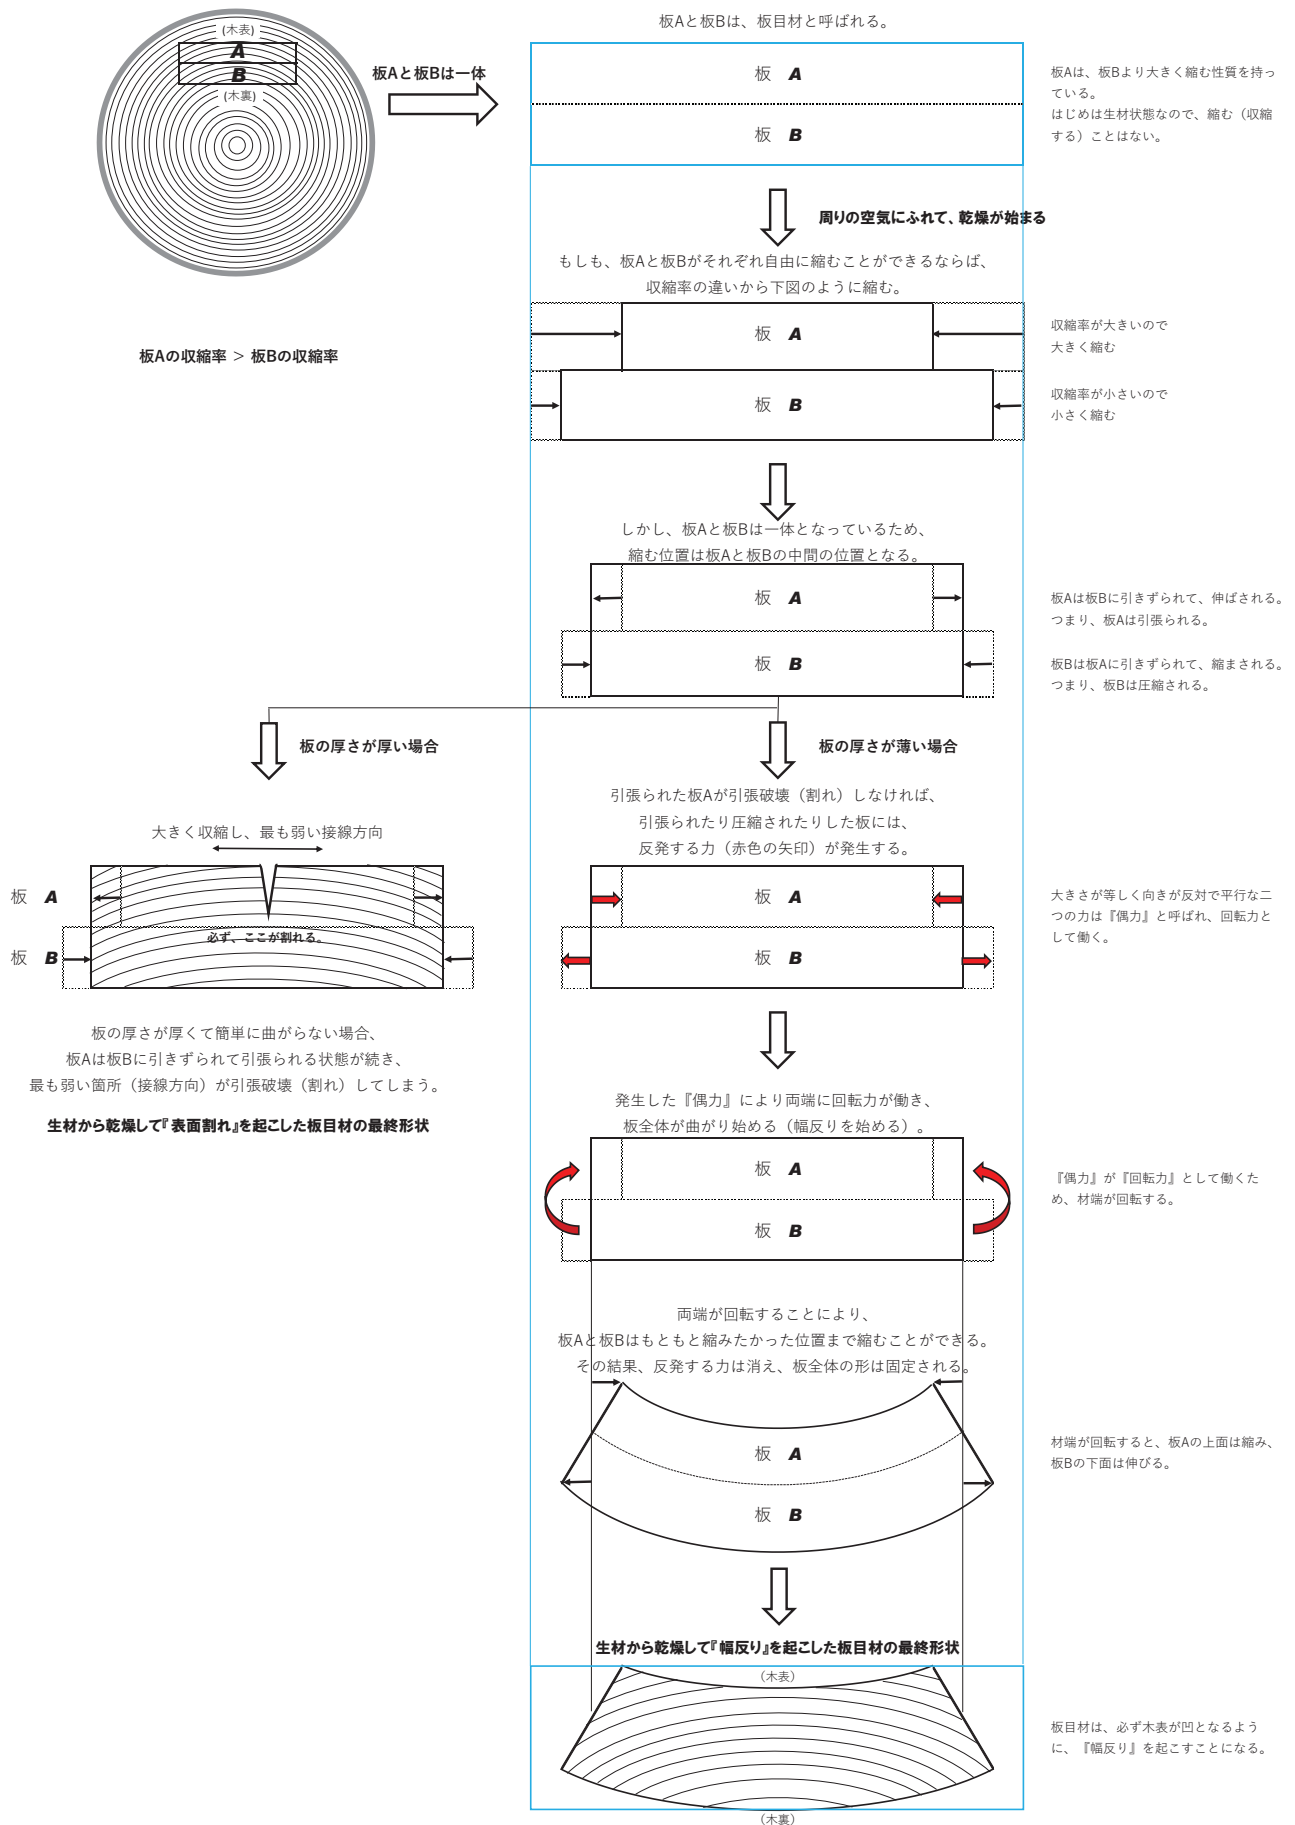 (木表)
A
B
(木裏)
板Aと板Bは一体
板Aの収縮率 ＞ 板Bの収縮率
板Aと板Bは、板目材と呼ばれる。
板 A
板 B
板Aは、板Bより大きく縮む性質を持っ
ている。
はじめは生材状態なので、縮む（収縮
する）ことはない。
周りの空気にふれて、乾燥が始まる
もしも、板Aと板Bがそれぞれ自由に縮むことができるならば、
収縮率の違いから下図のように縮む。
板 A
板 B
収縮率が大きいので
大きく縮む
収縮率が小さいので
小さく縮む
しかし、板Aと板Bは一体となっているため、
縮む位置は板Aと板Bの中間の位置となる。
板 A
板 B
板Aは板Bに引きずられて、伸ばされる。
つまり、板Aは引張られる。
板Bは板Aに引きずられて、縮まされる。
つまり、板Bは圧縮される。
板の厚さが厚い場合
大きく収縮し、最も弱い接線方向
板 A
板 B
必ず、ここが割れる。
板の厚さが厚くて簡単に曲がらない場合、
板Aは板Bに引きずられて引張られる状態が続き、
最も弱い箇所（接線方向）が引張破壊（割れ）してしまう。
生材から乾燥して『表面割れ』を起こした板目材の最終形状
板の厚さが薄い場合
引張られた板Aが引張破壊（割れ）しなければ、
引張られたり圧縮されたりした板には、
反発する力（赤色の矢印）が発生する。
板 A
板 B
大きさが等しく向きが反対で平行な二
つの力は『偶力』と呼ばれ、回転力と
して働く。
発生した『偶力』により両端に回転力が働き、
板全体が曲がり始める（幅反りを始める）。
板 A
板 B
『偶力』が『回転力』として働くた
め、材端が回転する。
両端が回転することにより、
板Aと板Bはもともと縮みたかった位置まで縮むことができる。
その結果、反発する力は消え、板全体の形は固定される。
板 A
板 B
材端が回転すると、板Aの上面は縮み、
板Bの下面は伸びる。
生材から乾燥して『幅反り』を起こした板目材の最終形状
（木表）
板目材は、必ず木表が凹となるよう
に、『幅反り』を起こすことになる。
（木裏）